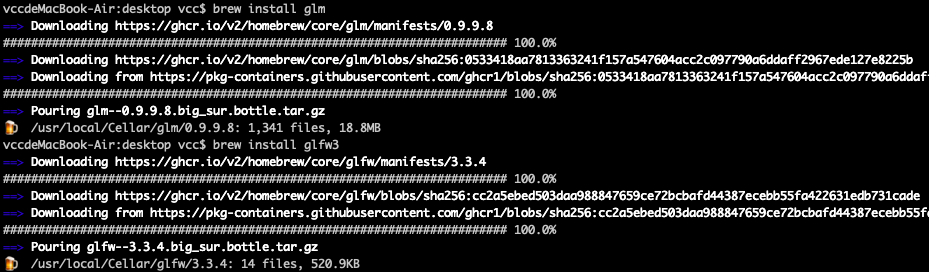 vccdeMacBook-Air:desktop vcc$ brew install glm
==> Downloading https://ghcr.io/v2/homebrew/core/glm/manifests/0.9.9.8
######################################################################## 100.0%
==> Downloading https://ghcr.io/v2/homebrew/core/glm/blobs/sha256:0533418aa7813363241f157a547604acc2c097790a6ddaff2967ede127e8225b
==> Downloading from https://pkg-containers.githubusercontent.com/ghcr1/blobs/sha256:0533418aa7813363241f157a547604acc2c097790a6ddaf
######################################################################## 100.0%
==> Pouring glm--0.9.9.8.big_sur.bottle.tar.gz
🍺 /usr/local/Cellar/glm/0.9.9.8: 1,341 files, 18.8MB
vccdeMacBook-Air:desktop vcc$ brew install glfw3
==> Downloading https://ghcr.io/v2/homebrew/core/glfw/manifests/3.3.4
######################################################################## 100.0%
==> Downloading https://ghcr.io/v2/homebrew/core/glfw/blobs/sha256:cc2a5ebed503daa988847659ce72bcbafd44387ecebb55fa422631edb731cade
==> Downloading from https://pkg-containers.githubusercontent.com/ghcr1/blobs/sha256:cc2a5ebed503daa988847659ce72bcbafd44387ecebb55f
######################################################################## 100.0%
==> Pouring glfw--3.3.4.big_sur.bottle.tar.gz
🍺 /usr/local/Cellar/glfw/3.3.4: 14 files, 520.9KB